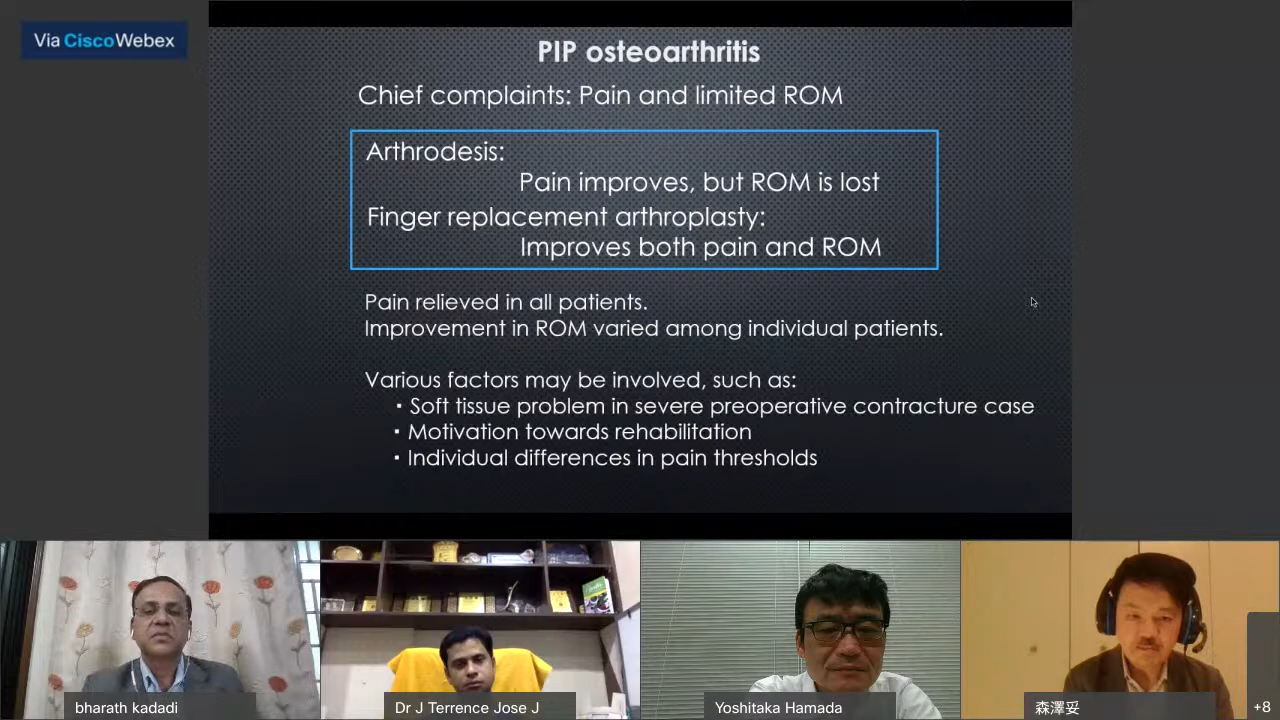 Via Cisco Webex
PIP osteoarthritis
Chief complaints: Pain and limited ROM
Arthrodesis:
Pain improves, but ROM is lost
Finger replacement arthroplasty:
Improves both pain and ROM
Pain relieved in all patients.
Improvement in ROM varied among individual patients.
Various factors may be involved, such as:
・Soft tissue problem in severe preoperative contracture case
・Motivation towards rehabilitation
・Individual differences in pain thresholds
bharath kadadi
Dr J Terrence Jose J
Yoshitaka Hamada
森澤妥
+8